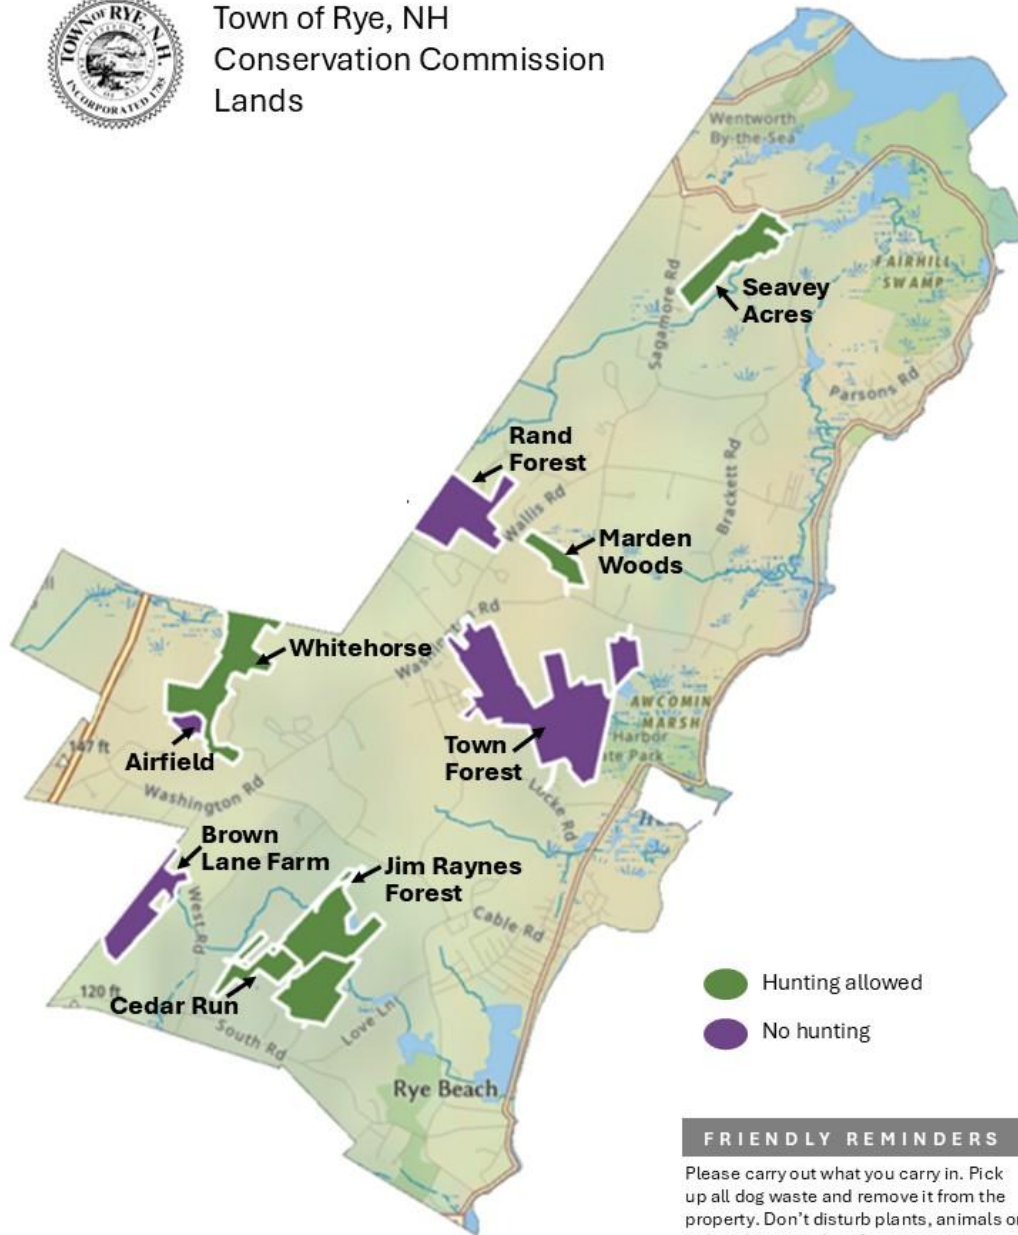 TOWN OF RYE, N.H.
INCORPORATED 1785
Town of Rye, NH
Conservation Commission
Lands
Wentworth
By-the-Sea
Sagamore Rd
FAIRHILL
SWAMP
Seavey
Acres
Parsons Rd
Rand
Forest
Wallis Rd
Brackett Rd
Marden
Woods
Washington Rd
Whitehorse
AWCOMIN
MARSH
Harbor
ate Park
Town
Forest
147 ft
Airfield
Washington Rd
Lucke Rd
Brown
Lane Farm
Jim Raynes
Forest
West Rd
Cable Rd
120 ft
Cedar Run
South Rd
Love Ln
Rye Beach
Hunting allowed
No hunting
FRIENDLY REMINDERS
Please carry out what you carry in. Pick
up all dog waste and remove it from the
property. Don't disturb plants, animals or